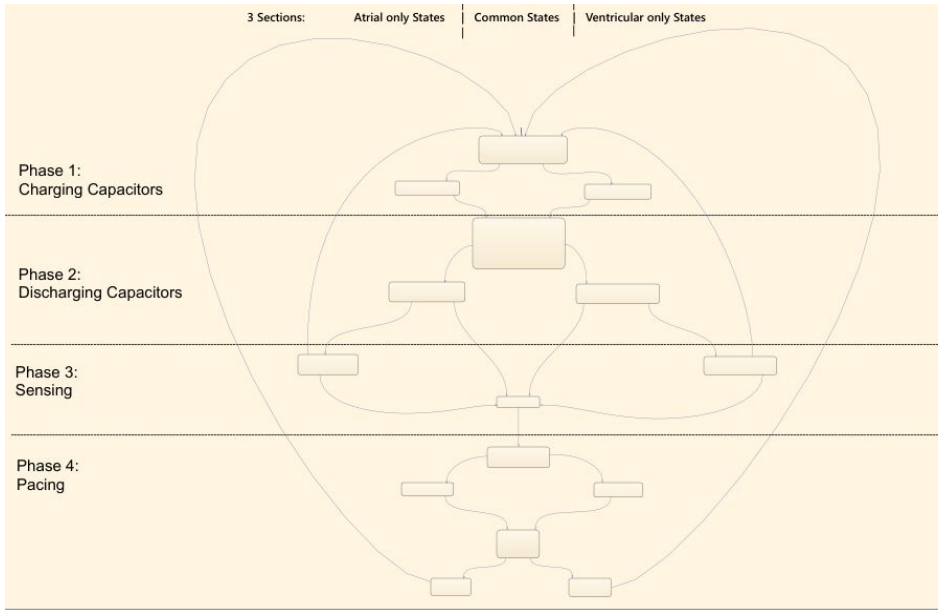 3 Sections: Atrial only States Common States Ventricular only States
Phase 1:
Charging Capacitors
Phase 2:
Discharging Capacitors
Phase 3:
Sensing
Phase 4:
Pacing